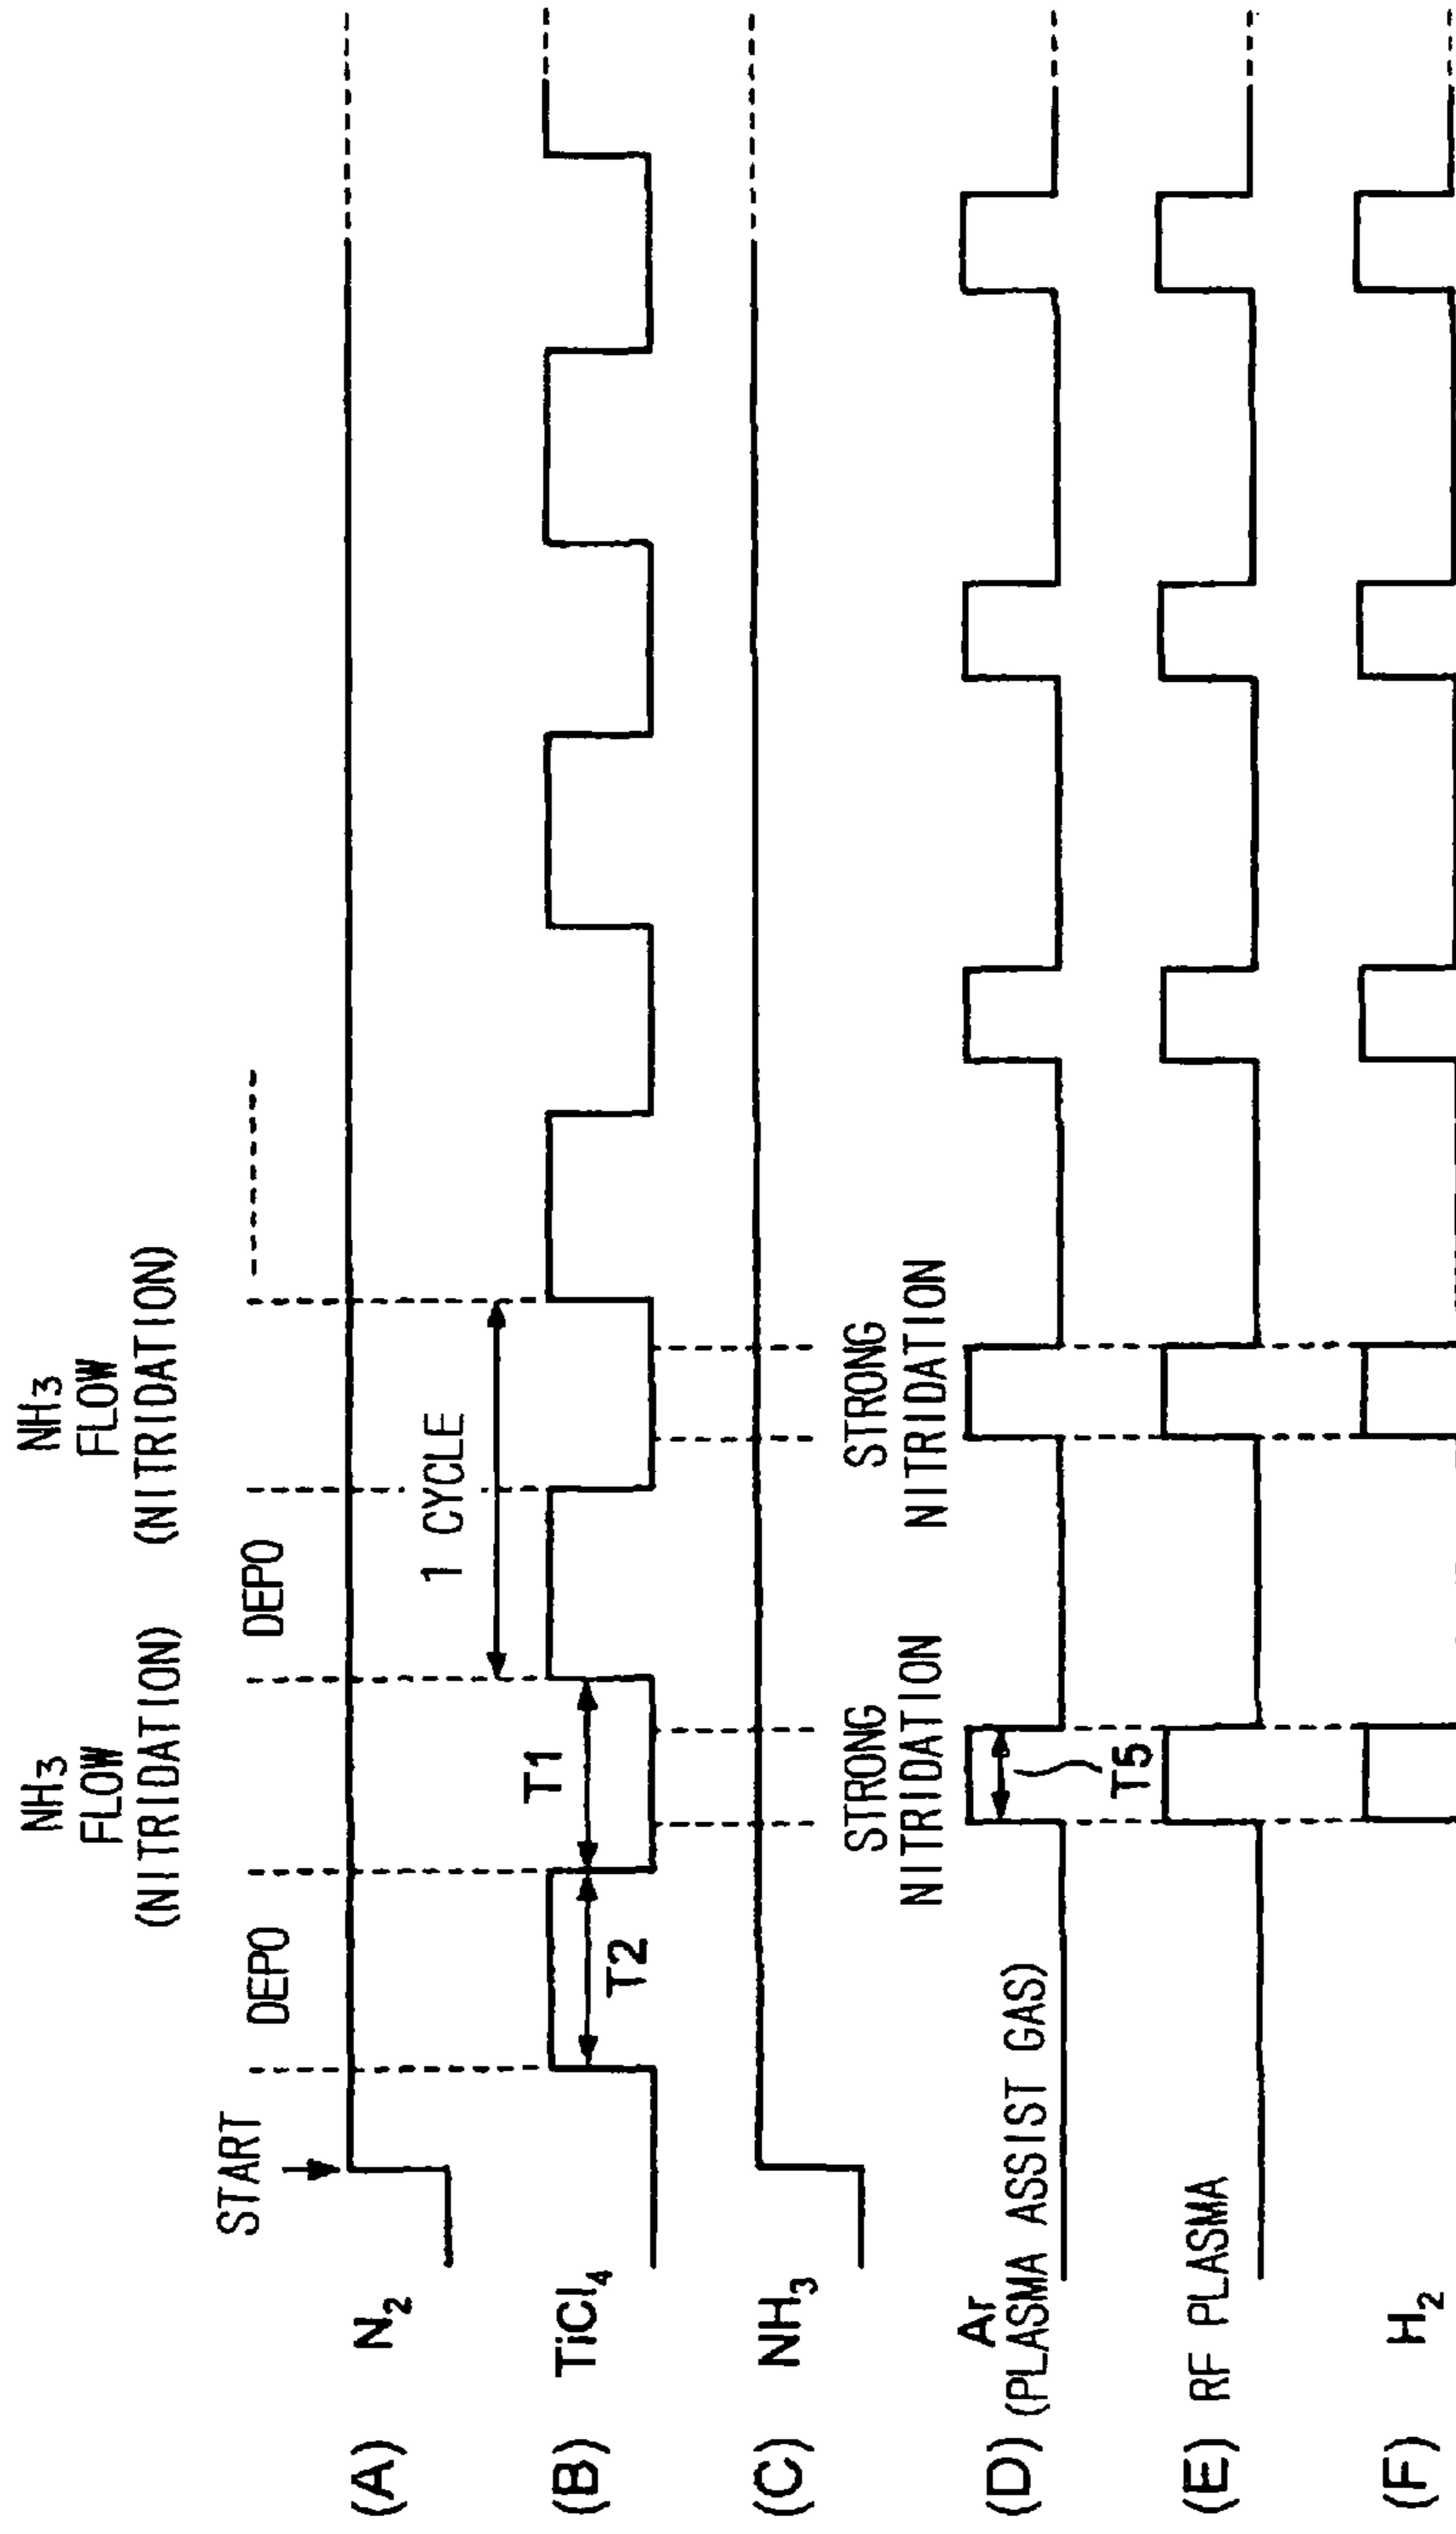 NH₃
FLOW
(NITRIDATION)
NH₃
FLOW
(NITRIDATION)
START
DEPO
DEPO
1 CYCLE
(A) N₂
(B) TiCl₄
T2
T1
(C) NH₃
STRONG
NITRIDATION
STRONG
NITRIDATION
(D) Ar
(PLASMA ASSIST GAS)
T5
(E) RF PLASMA
(F) H₂